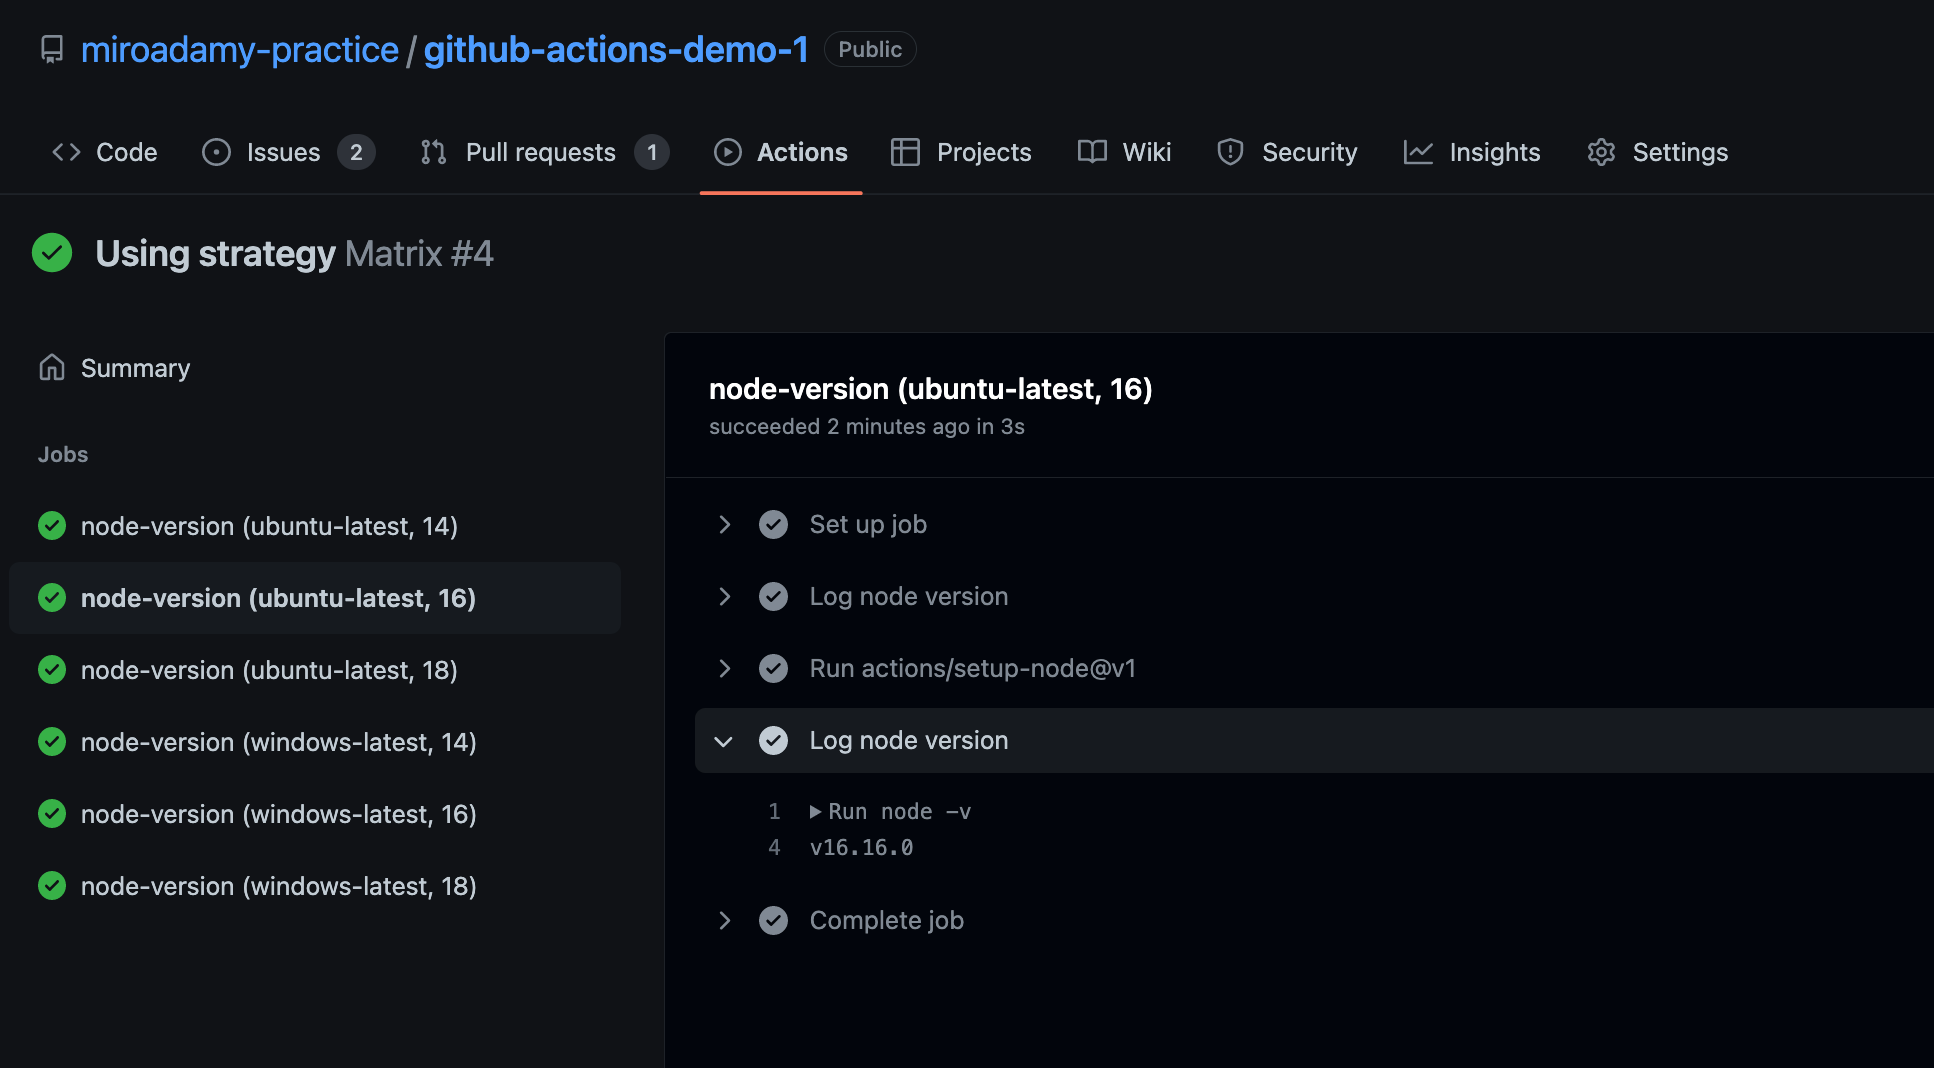 miroadamy-practice / github-actions-demo-1 Public
Code Issues 2 Pull requests 1 Actions Projects Wiki Security Insights Settings
Using strategy Matrix #4
Summary
Jobs
node-version (ubuntu-latest, 14)
node-version (ubuntu-latest, 16)
node-version (ubuntu-latest, 18)
node-version (windows-latest, 14)
node-version (windows-latest, 16)
node-version (windows-latest, 18)
node-version (ubuntu-latest, 16)
succeeded 2 minutes ago in 3s
Set up job
Log node version
Run actions/setup-node@v1
Log node version
1 Run node -v
4 v16.16.0
Complete job